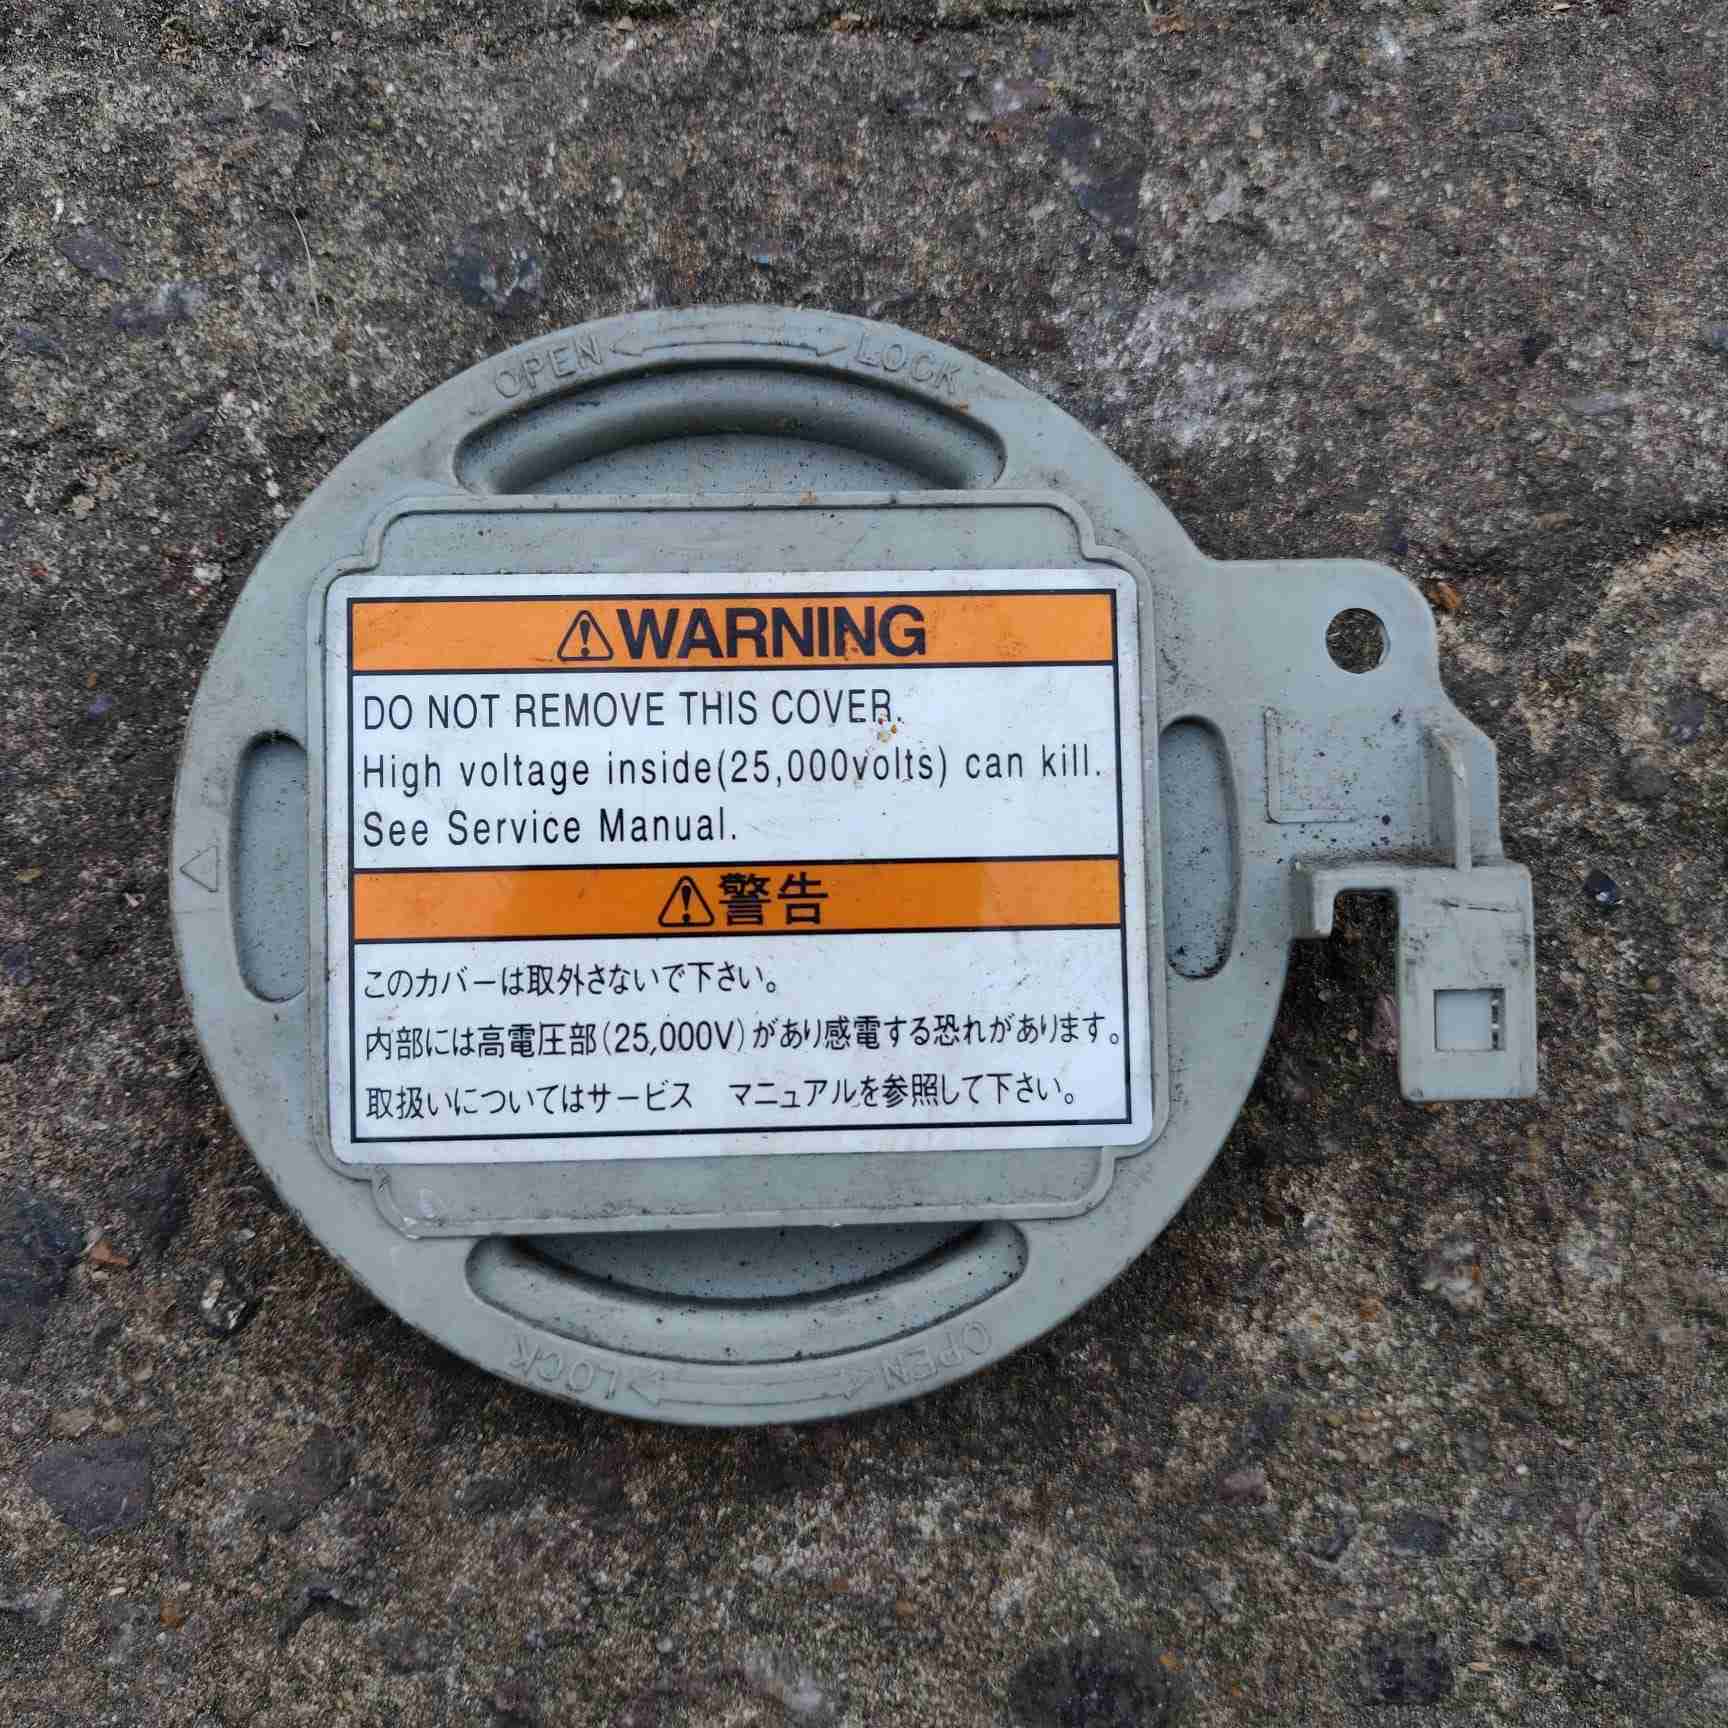 OPEN LOCK
WARNING
DO NOT REMOVE THIS COVER.
High voltage inside(25,000volts) can kill.
See Service Manual.
警告
このカバーは取外さないで下さい。
内部には高電圧部(25,000V)があり感電する恐れがあります。
取扱いについてはサービス　マニュアルを参照して下さい。
OPEN LOCK